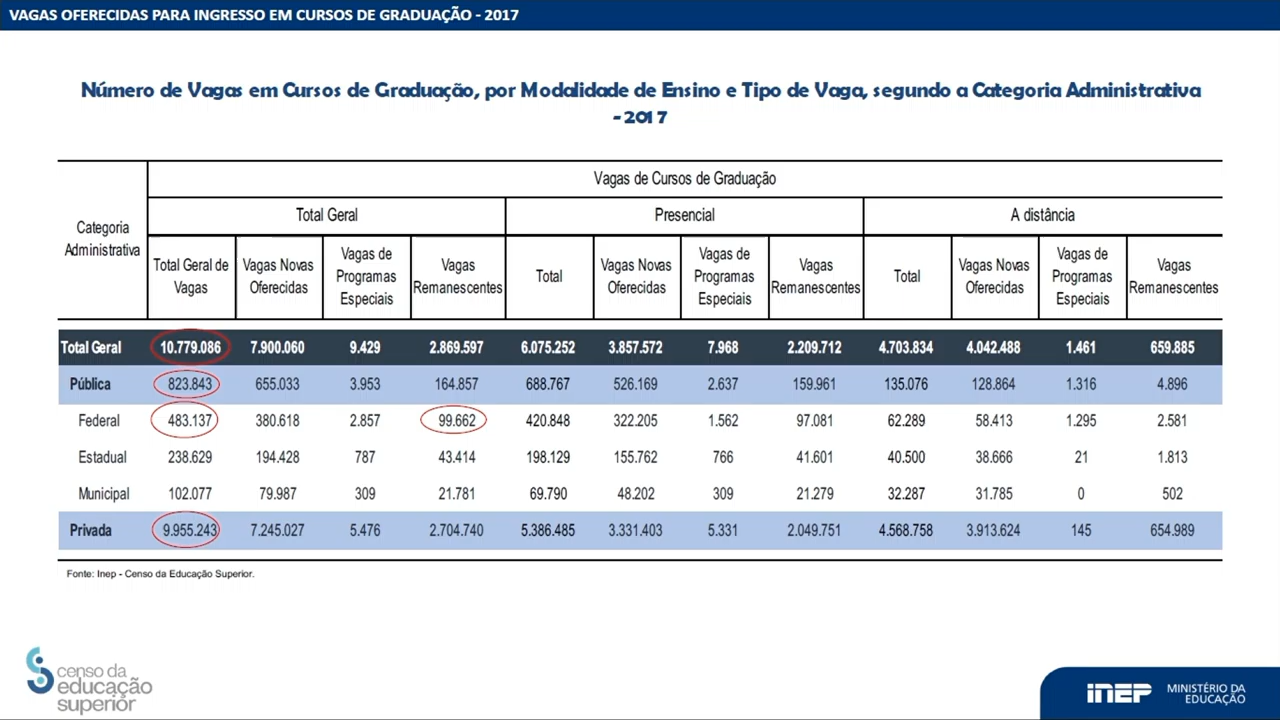 VAGAS OFERECIDAS PARA INGRESSO EM CURSOS DE GRADUAÇÃO - 2017
Número de Vagas em Cursos de Graduação, por Modalidade de Ensino e Tipo de Vaga, segundo a Categoria Administrativa
- 2017
Categoria
Administrativa
Vagas de Cursos de Graduação
Total Geral
Presencial
A distância
Total Geral de
Vagas
Vagas Novas
Oferecidas
Vagas de
Programas
Especiais
Vagas
Remanescentes
Total
Vagas Novas
Oferecidas
Vagas de
Programas
Especiais
Vagas
Remanescentes
Total
Vagas Novas
Oferecidas
Vagas de
Programas
Especiais
Vagas
Remanescentes
Total Geral 10.779.086 7.900.060 9.429 2.869.597 6.075.252 3.857.572 7.968 2.209.712 4.703.834 4.042.488 1.461 659.885
Pública 823.843 655.033 3.953 164.857 688.767 526.169 2.637 159.961 135.076 128.864 1.316 4.896
Federal 483.137 380.618 2.857 99.662 420.848 322.205 1.562 97.081 62.289 58.413 1.295 2.581
Estadual 238.629 194.428 787 43.414 198.129 155.762 766 41.601 40.500 38.666 21 1.813
Municipal 102.077 79.987 309 21.781 69.790 48.202 309 21.279 32.287 31.785 0 502
Privada 9.955.243 7.245.027 5.476 2.704.740 5.386.485 3.331.403 5.331 2.049.751 4.568.758 3.913.624 145 654.989
Fonte: Inep - Censo da Educação Superior.
censo da
educação
superior
INEP
MINISTÉRIO DA
EDUCAÇÃO